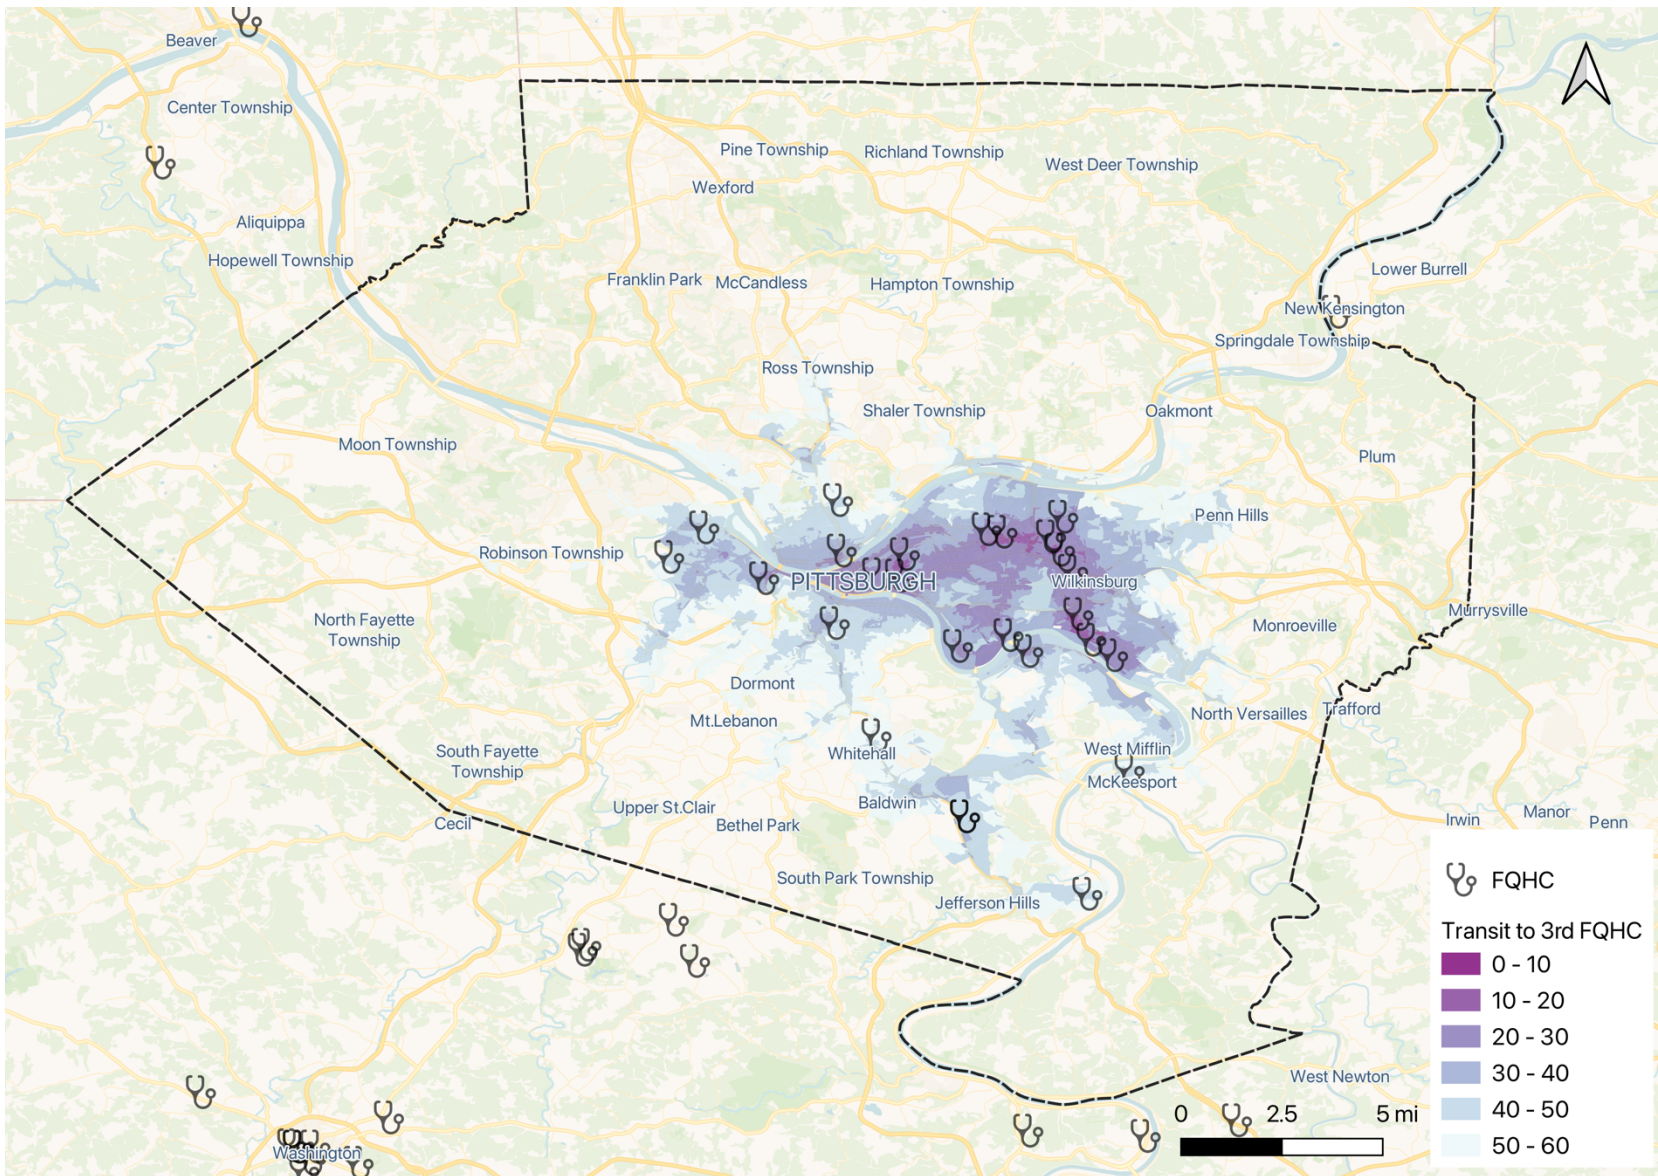 Beaver
Center Township
Pine Township
Richland Township
West Deer Township
Wexford
Aliquippa
Hopewell Township
Franklin Park
McCandless
Hampton Township
Lower Burrell
New Kensington
Springdale Township
Ross Township
Shaler Township
Oakmont
Moon Township
Plum
Penn Hills
Robinson Township
PITTSBURGH
Wilkinsburg
North Fayette
Township
Monroeville
Murrysville
Dormont
Mt.Lebanon
North Versailles
Trafford
South Fayette
Township
Whitehall
West Mifflin
McKeesport
Upper St.Clair
Baldwin
Bethel Park
Cecil
Irwin
Manor
Penn
South Park Township
Jefferson Hills
West Newton
Washington
FQHC
Transit to 3rd FQHC
0 - 10
10 - 20
20 - 30
30 - 40
40 - 50
50 - 60
0 2.5 5 mi